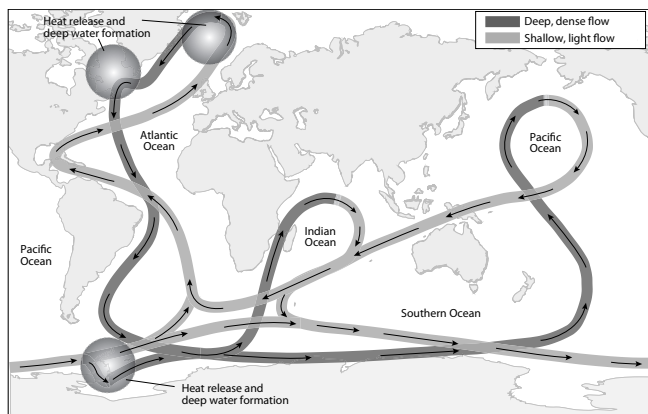 Heat release and
deep water formation
Deep, dense flow
Shallow, light flow
Atlantic
Ocean
Pacific
Ocean
Indian
Ocean
Pacific
Ocean
Southern Ocean
Heat release and
deep water formation